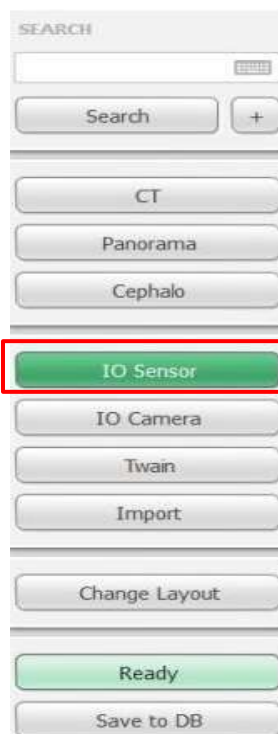 SEARCH
Search +
CT
Panorama
Cephalo
IO Sensor
IO Camera
Twain
Import
Change Layout
Ready
Save to DB